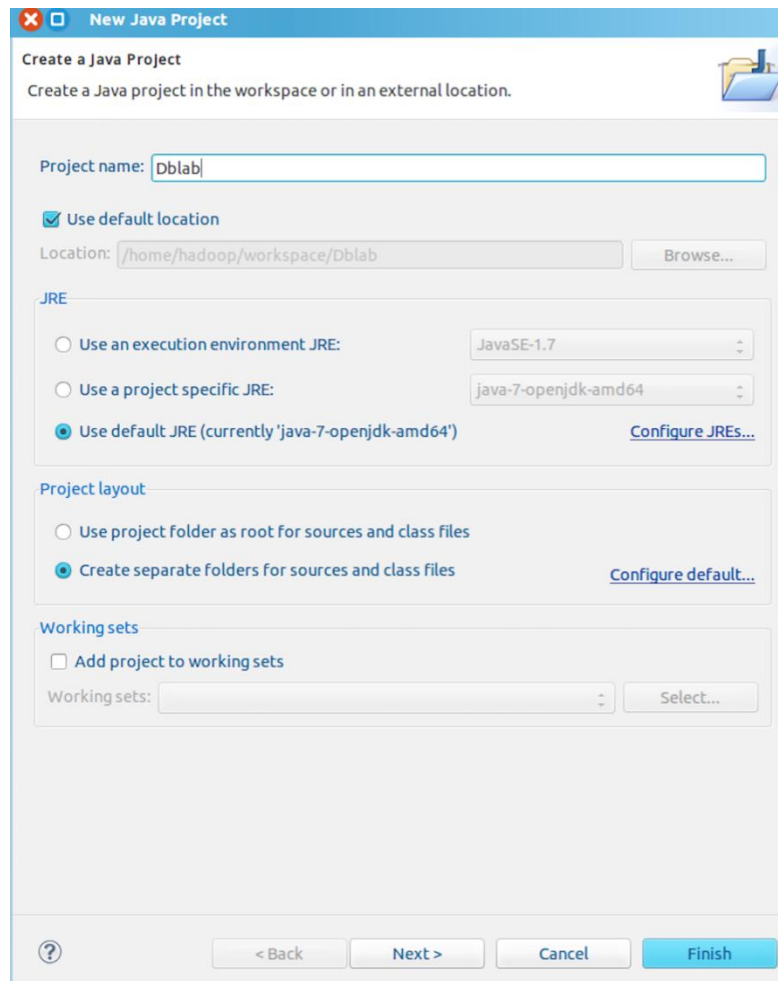 New Java Project
Create a Java Project
Create a Java project in the workspace or in an external location.
Project name: Dblab
Use default location
Location: /home/hadoop/workspace/Dblab Browse...
JRE
Use an execution environment JRE: JavaSE-1.7
Use a project specific JRE: java-7-openjdk-amd64
Use default JRE (currently 'java-7-openjdk-amd64') Configure JREs...
Project layout
Use project folder as root for sources and class files
Create separate folders for sources and class files Configure default...
Working sets
Add project to working sets
Working sets: Select...
? < Back Next > Cancel Finish